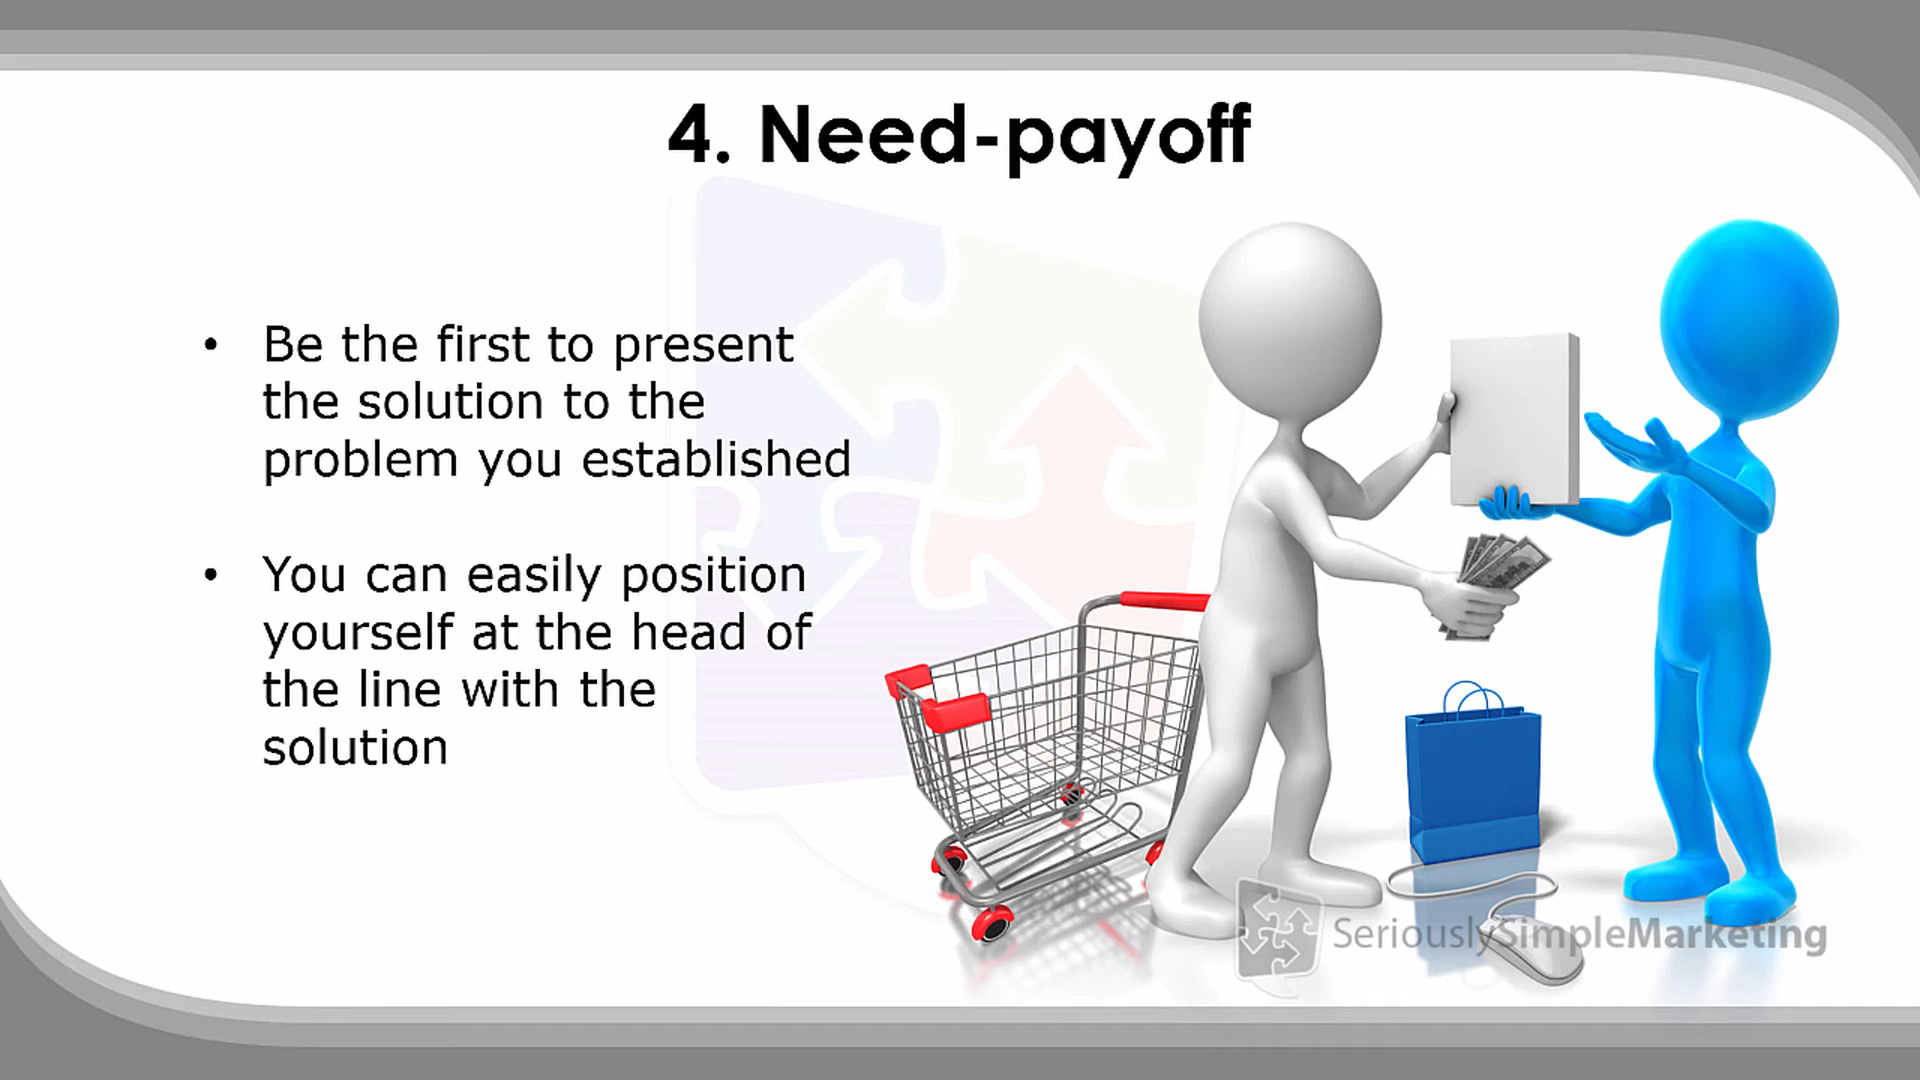 4. Need-payoff
• Be the first to present
the solution to the
problem you established
• You can easily position
yourself at the head of
the line with the
solution
SeriouslySimpleMarketing